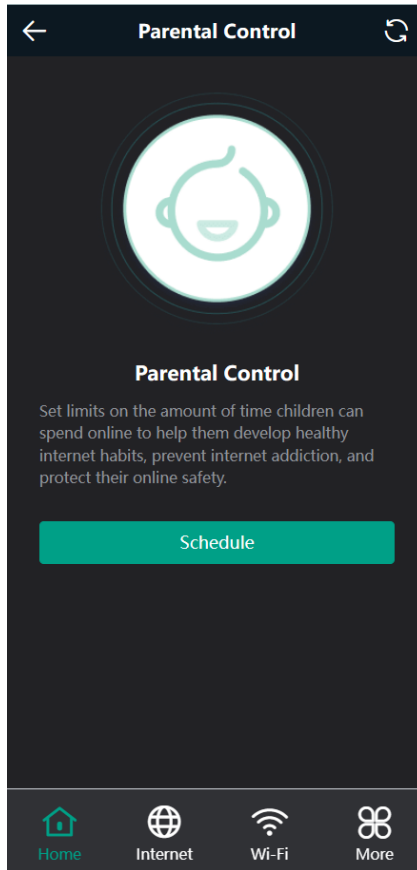 Parental Control
Parental Control
Set limits on the amount of time children can
spend online to help them develop healthy
internet habits, prevent internet addiction, and
protect their online safety.
Schedule
Home Internet Wi-Fi More